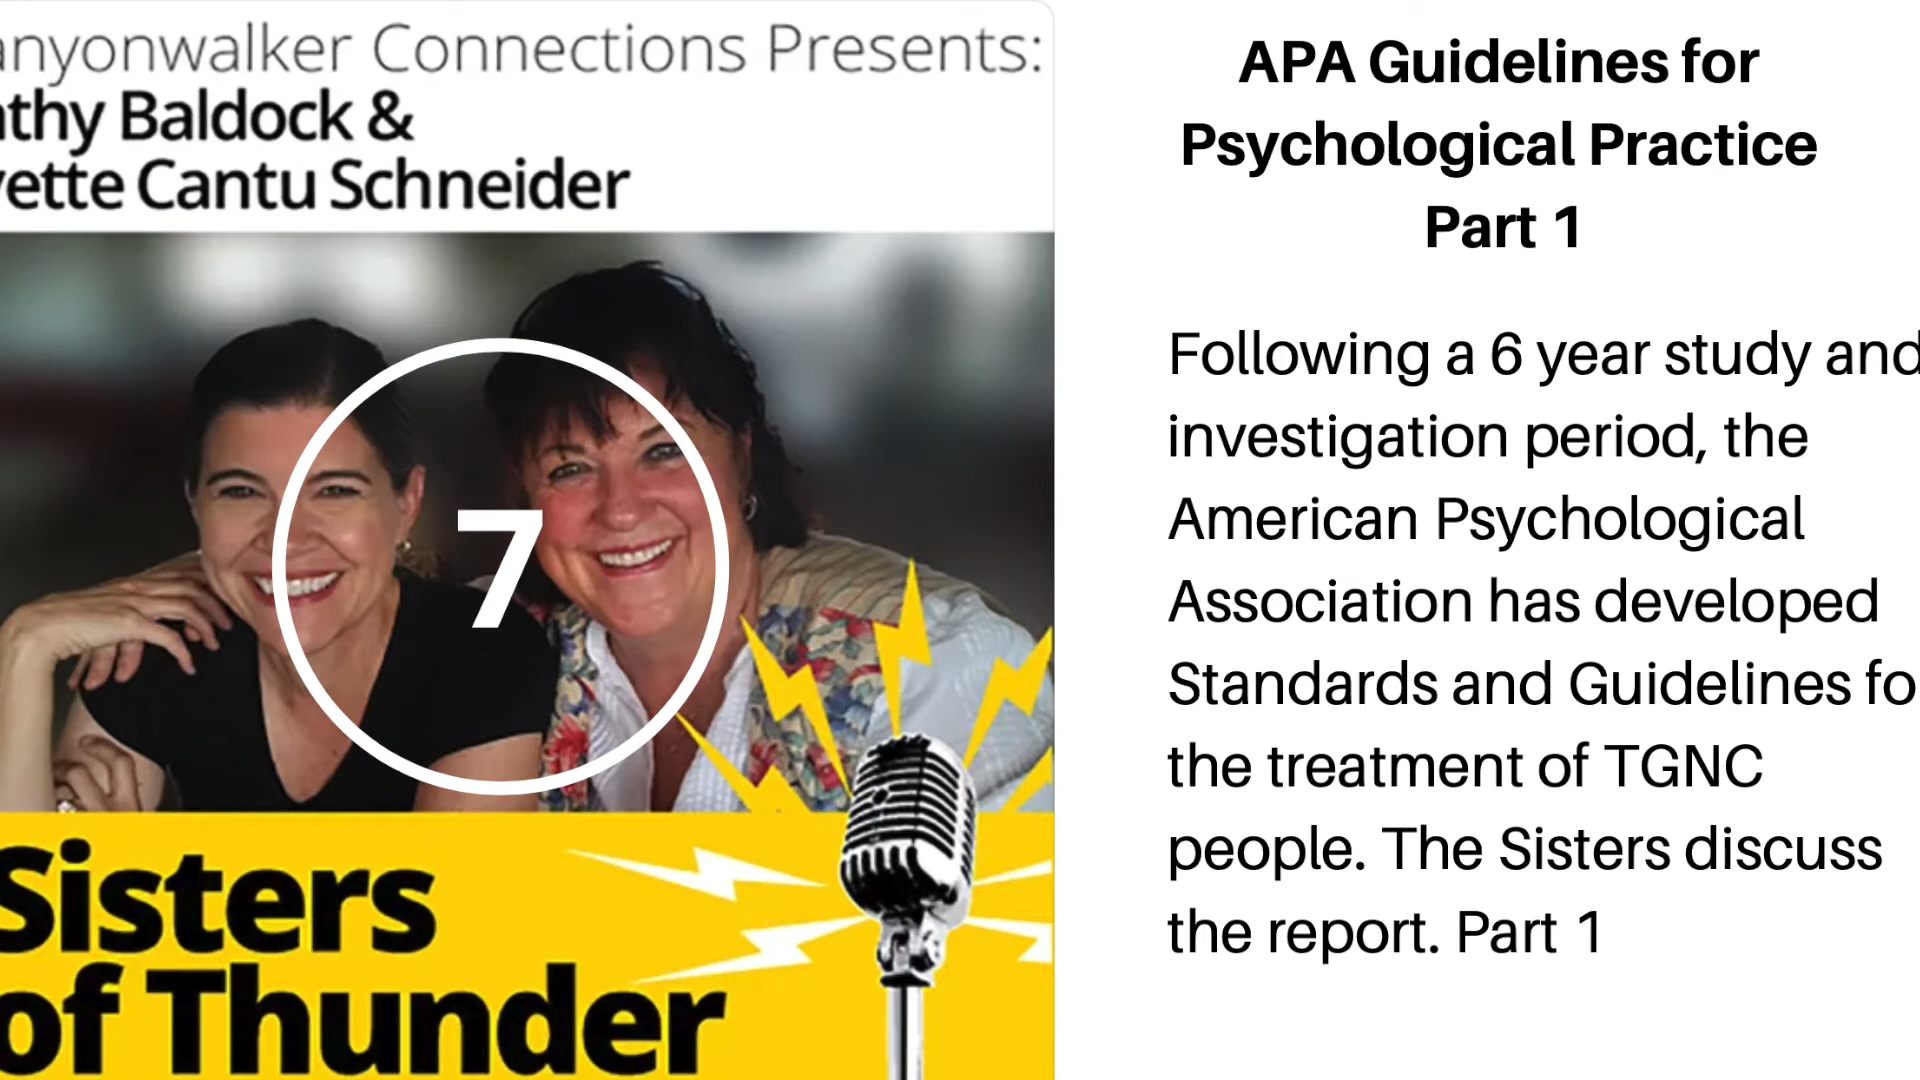 anyonwalker Connections Presents:
athy Baldock &
vette Cantu Schneider
7
Sisters
of Thunder
APA Guidelines for
Psychological Practice
Part 1
Following a 6 year study and
investigation period, the
American Psychological
Association has developed
Standards and Guidelines fo
the treatment of TGNC
people. The Sisters discuss
the report. Part 1